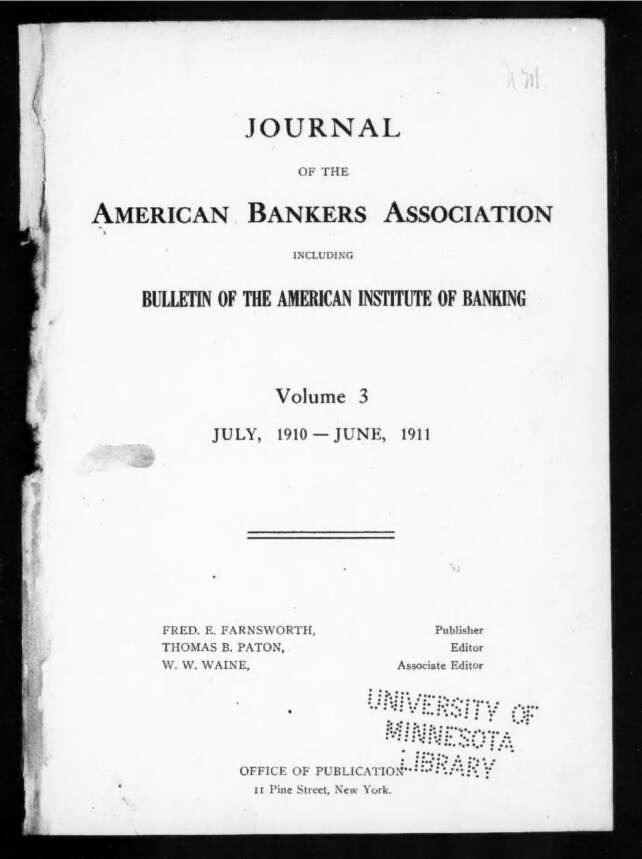 JOURNAL
OF THE
AMERICAN BANKERS ASSOCIATION
INCLUDING
BULLETIN OF THE AMERICAN INSTITUTE OF BANKING
Volume 3
JULY, 1910 — JUNE, 1911
FRED. E. FARNSWORTH, Publisher
THOMAS B. PATON, Editor
W. W. WAINE, Associate Editor
UNIVERSITY OF
MINNESOTA
LIBRARY
OFFICE OF PUBLICATION
11 Pine Street, New York.